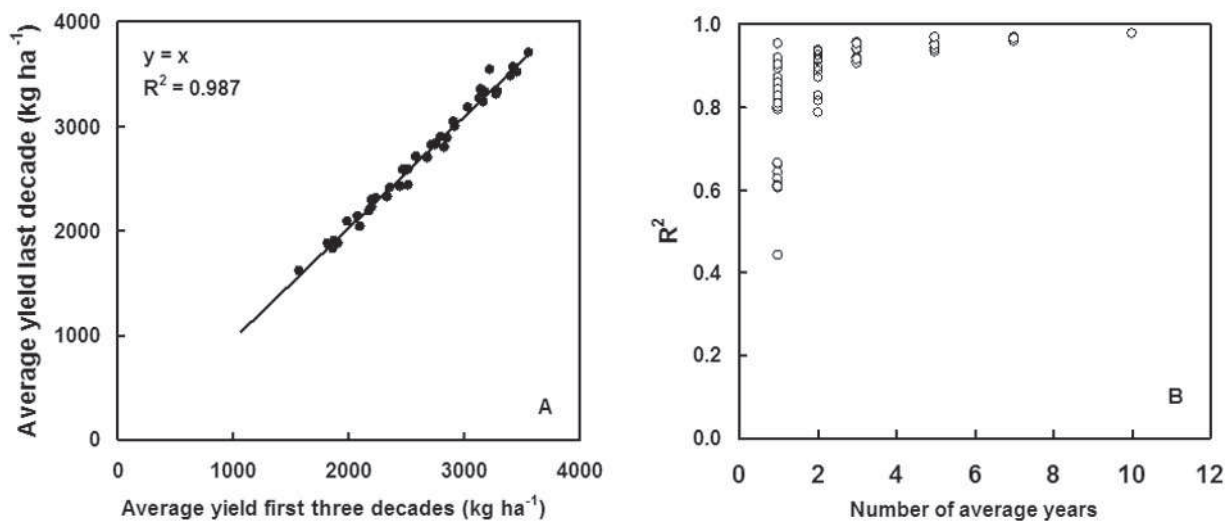 4000
3000
2000
1000
0
Average yield last decade (kg ha⁻¹)
y = x
R² = 0.987
A
0 1000 2000 3000 4000
Average yield first three decades (kg ha⁻¹)
1.0
0.8
0.6
0.4
0.2
0.0
R²
B
0 2 4 6 8 10 12
Number of average years